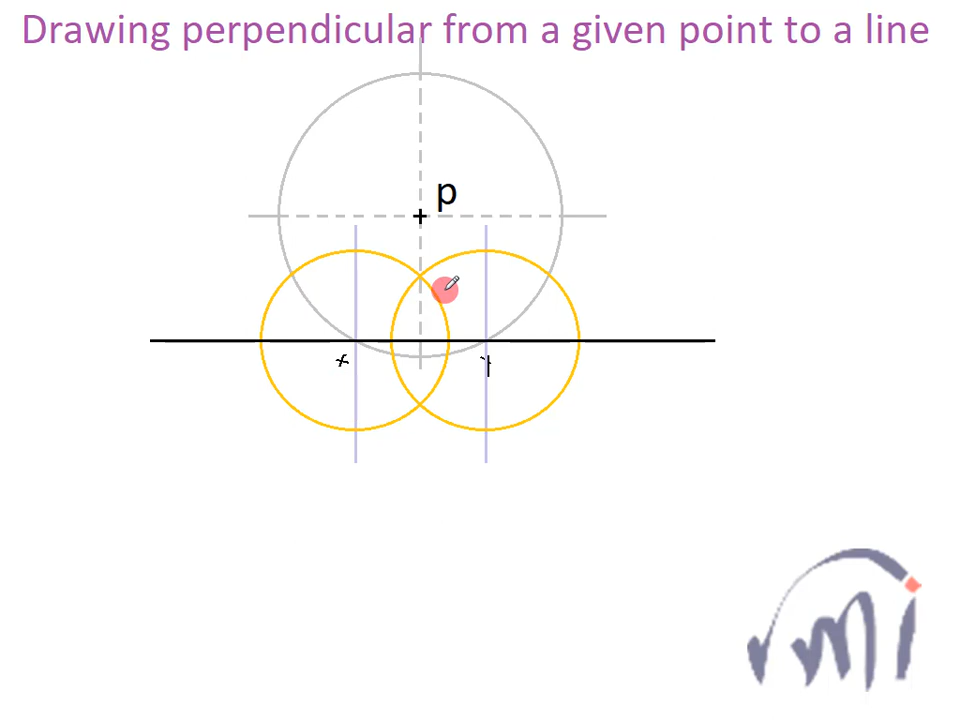 Drawing perpendicular from a given point to a line
p
x